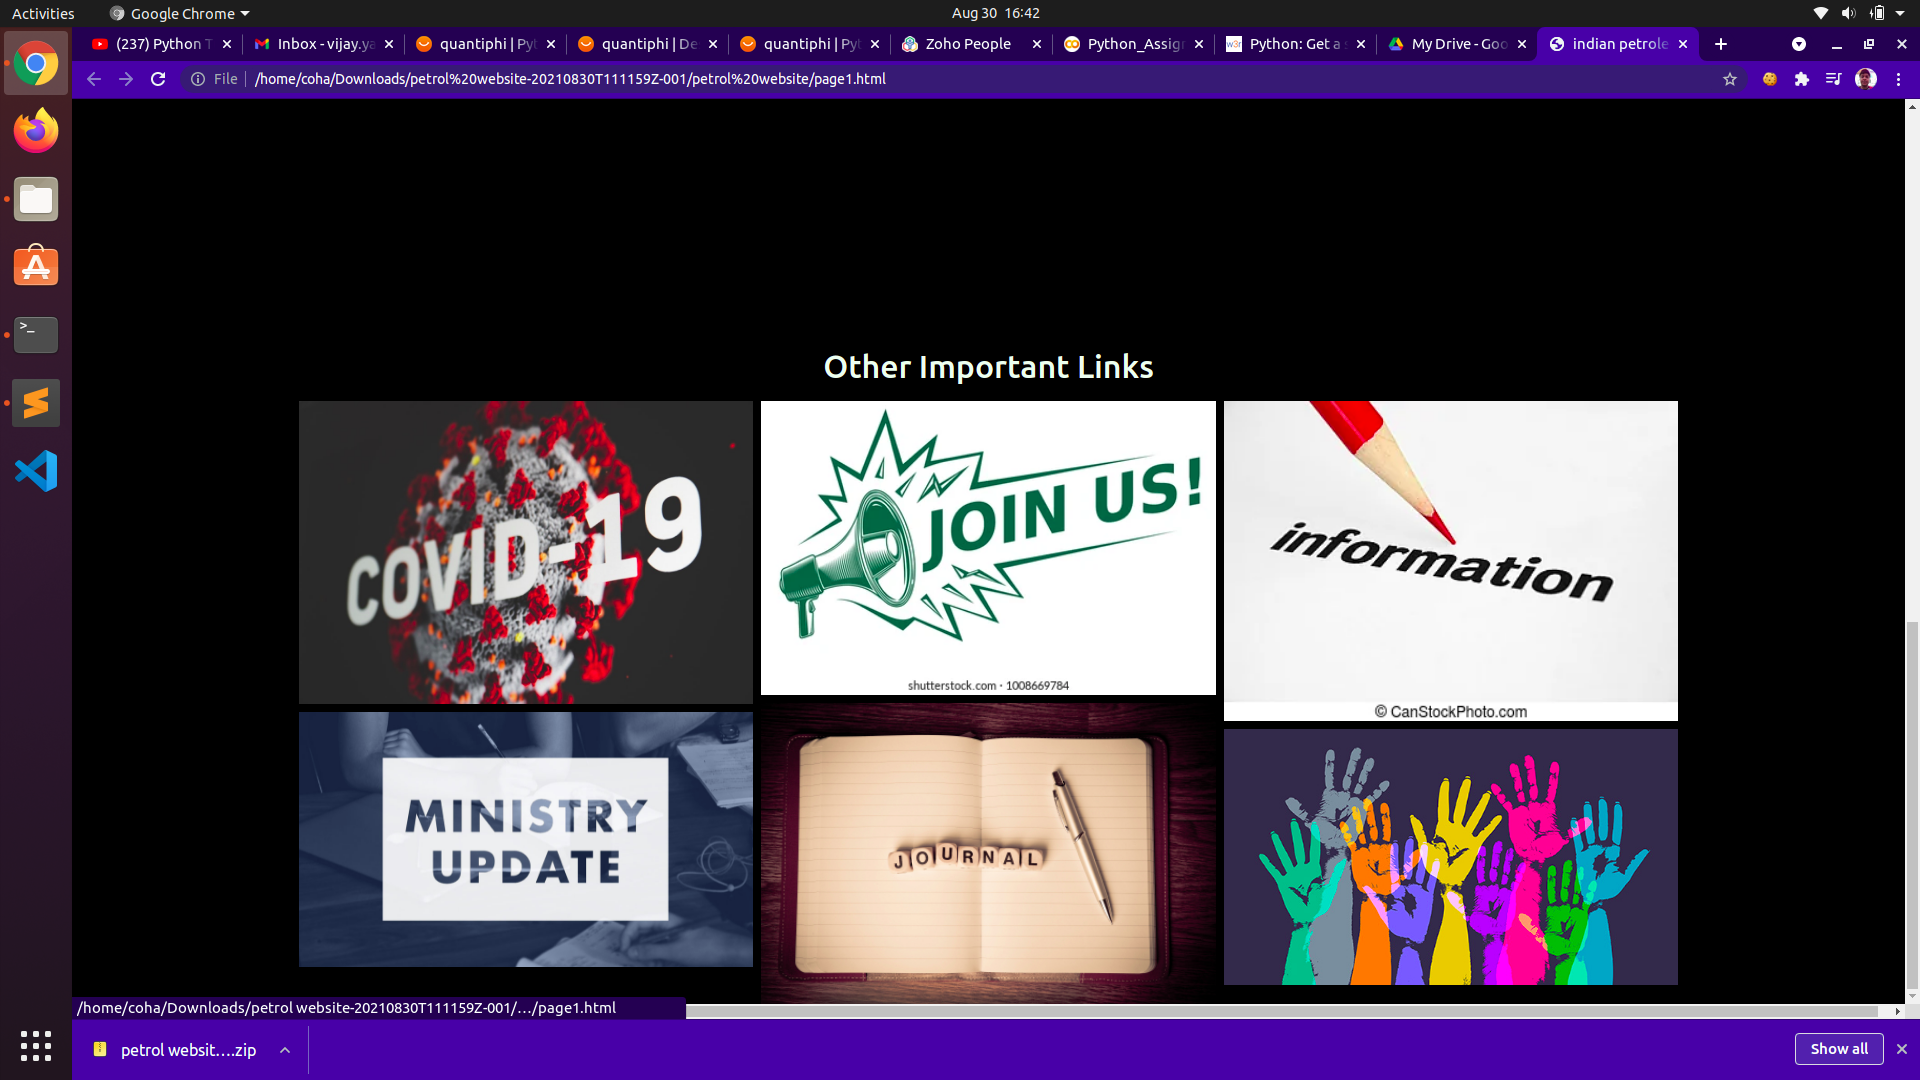 Activities
Google Chrome
Aug 30 16:42
(237) Python T
Inbox - vijay.ya
quantiphi | Pyt
quantiphi | De
quantiphi | Pyt
Zoho People
Python_Assign
Python: Get a s
My Drive - Goo
indian petrole
File
/home/coha/Downloads/petrol%20website-20210830T111159Z-001/petrol%20website/page1.html
Other Important Links
COVID-19
JOIN US!
shutterstock.com · 1008669784
information
© CanStockPhoto.com
MINISTRY
UPDATE
JOURNAL
/home/coha/Downloads/petrol website-20210830T111159Z-001/…/page1.html
petrol websit….zip
Show all